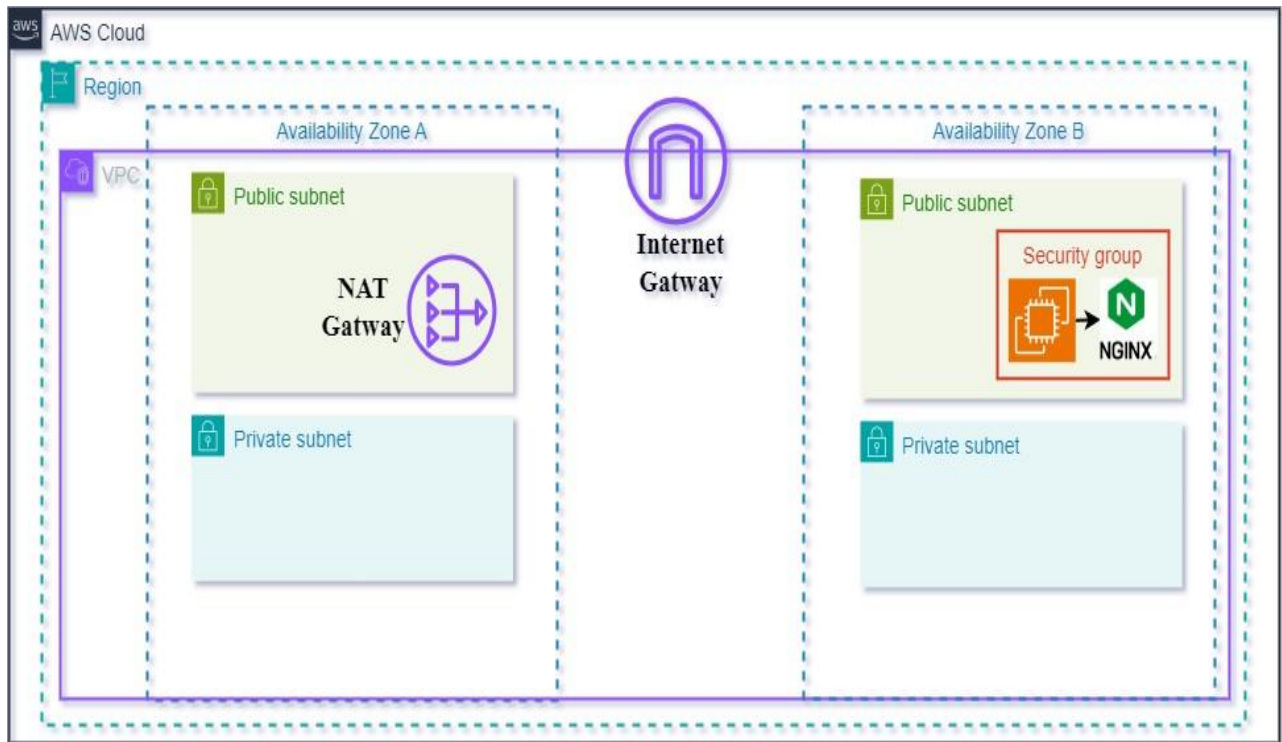 aws
AWS Cloud
Region
Availability Zone A
Availability Zone B
VPC
Public subnet
Public subnet
Internet
Gatway
NAT
Gatway
Security group
N
NGINX
Private subnet
Private subnet